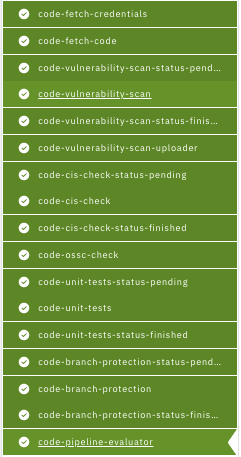 code-fetch-credentials
code-fetch-code
code-vulnerability-scan-status-pend...
code-vulnerability-scan
code-vulnerability-scan-status-finis...
code-vulnerability-scan-uploader
code-cis-check-status-pending
code-cis-check
code-cis-check-status-finished
code-ossc-check
code-unit-tests-status-pending
code-unit-tests
code-unit-tests-status-finished
code-branch-protection-status-pend...
code-branch-protection
code-branch-protection-status-finis...
code-pipeline-evaluator